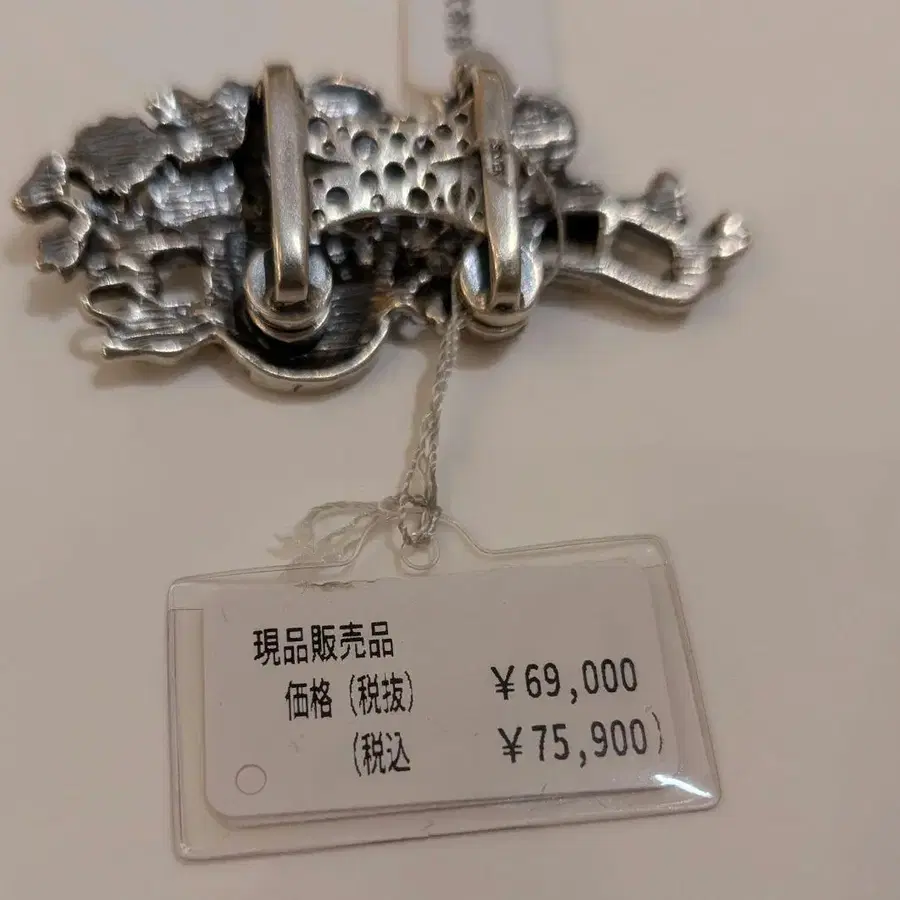 現品販売品
価格（税抜） ￥69,000
（税込 ￥75,900）